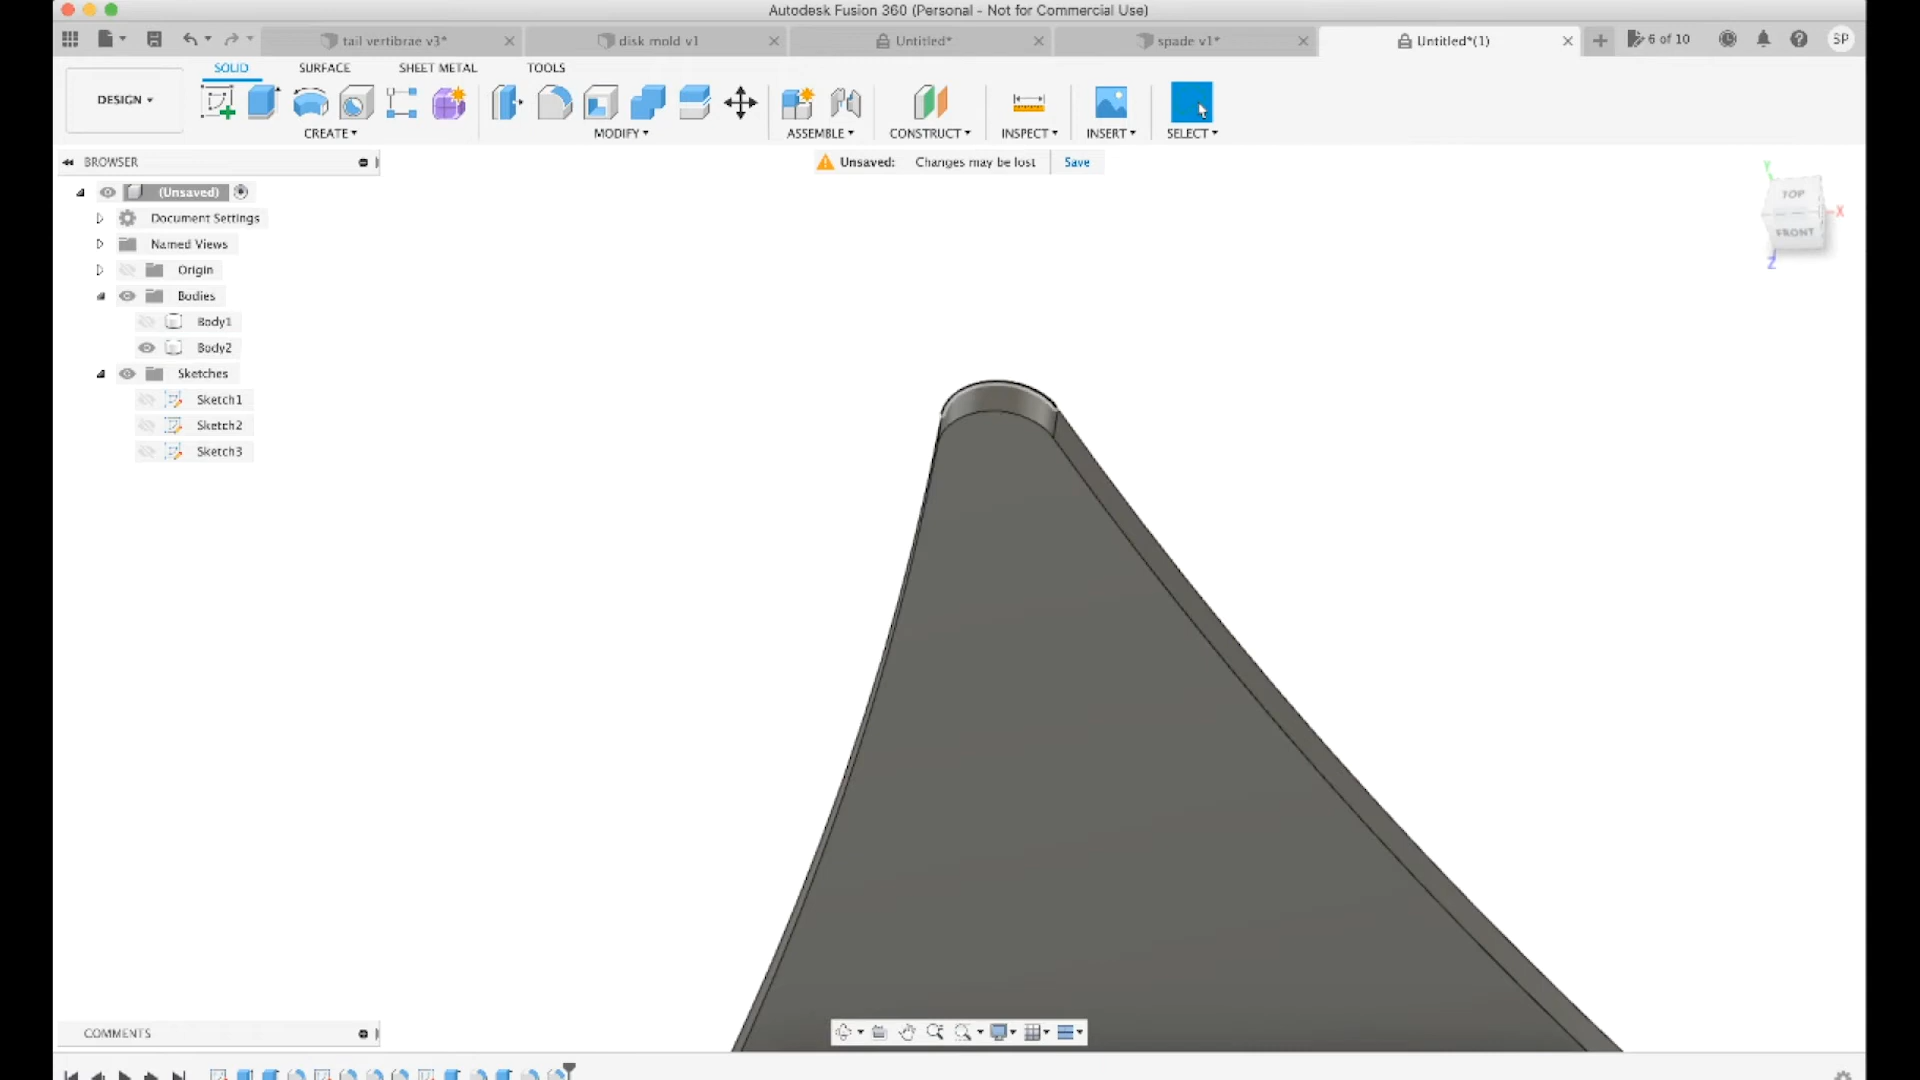 Autodesk Fusion 360 (Personal - Not for Commercial Use)
tail vertibrae v3*
disk mold v1
Untitled*
spade v1*
Untitled*(1)
6 of 10
SP
DESIGN
SOLID
SURFACE
SHEET METAL
TOOLS
CREATE
MODIFY
ASSEMBLE
CONSTRUCT
INSPECT
INSERT
SELECT
BROWSER
Unsaved: Changes may be lost
Save
(Unsaved)
Document Settings
Named Views
Origin
Bodies
Body1
Body2
Sketches
Sketch1
Sketch2
Sketch3
Y
TOP
X
FRONT
Z
COMMENTS